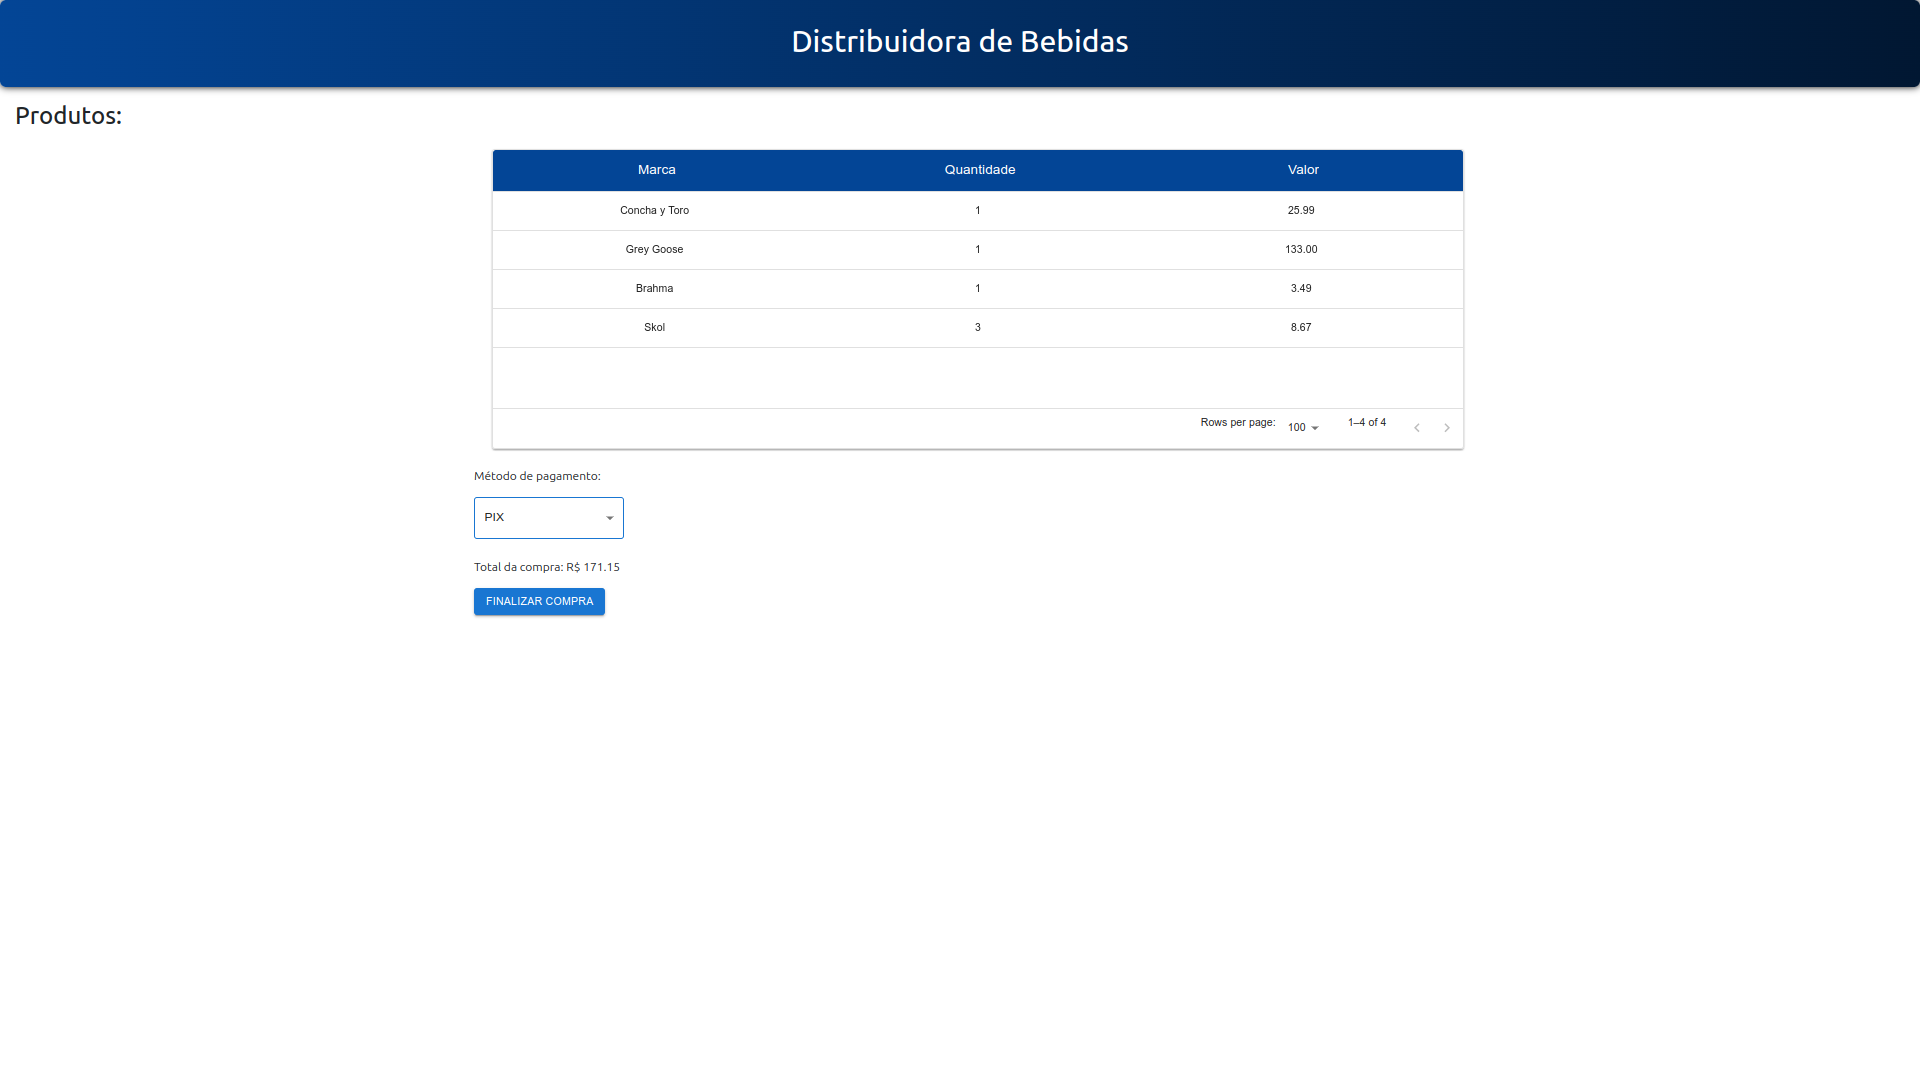 Distribuidora de Bebidas
Produtos:
Marca Quantidade Valor
Concha y Toro 1 25.99
Grey Goose 1 133.00
Brahma 1 3.49
Skol 3 8.67
Rows per page: 100 1–4 of 4
Método de pagamento:
PIX
Total da compra: R$ 171.15
FINALIZAR COMPRA